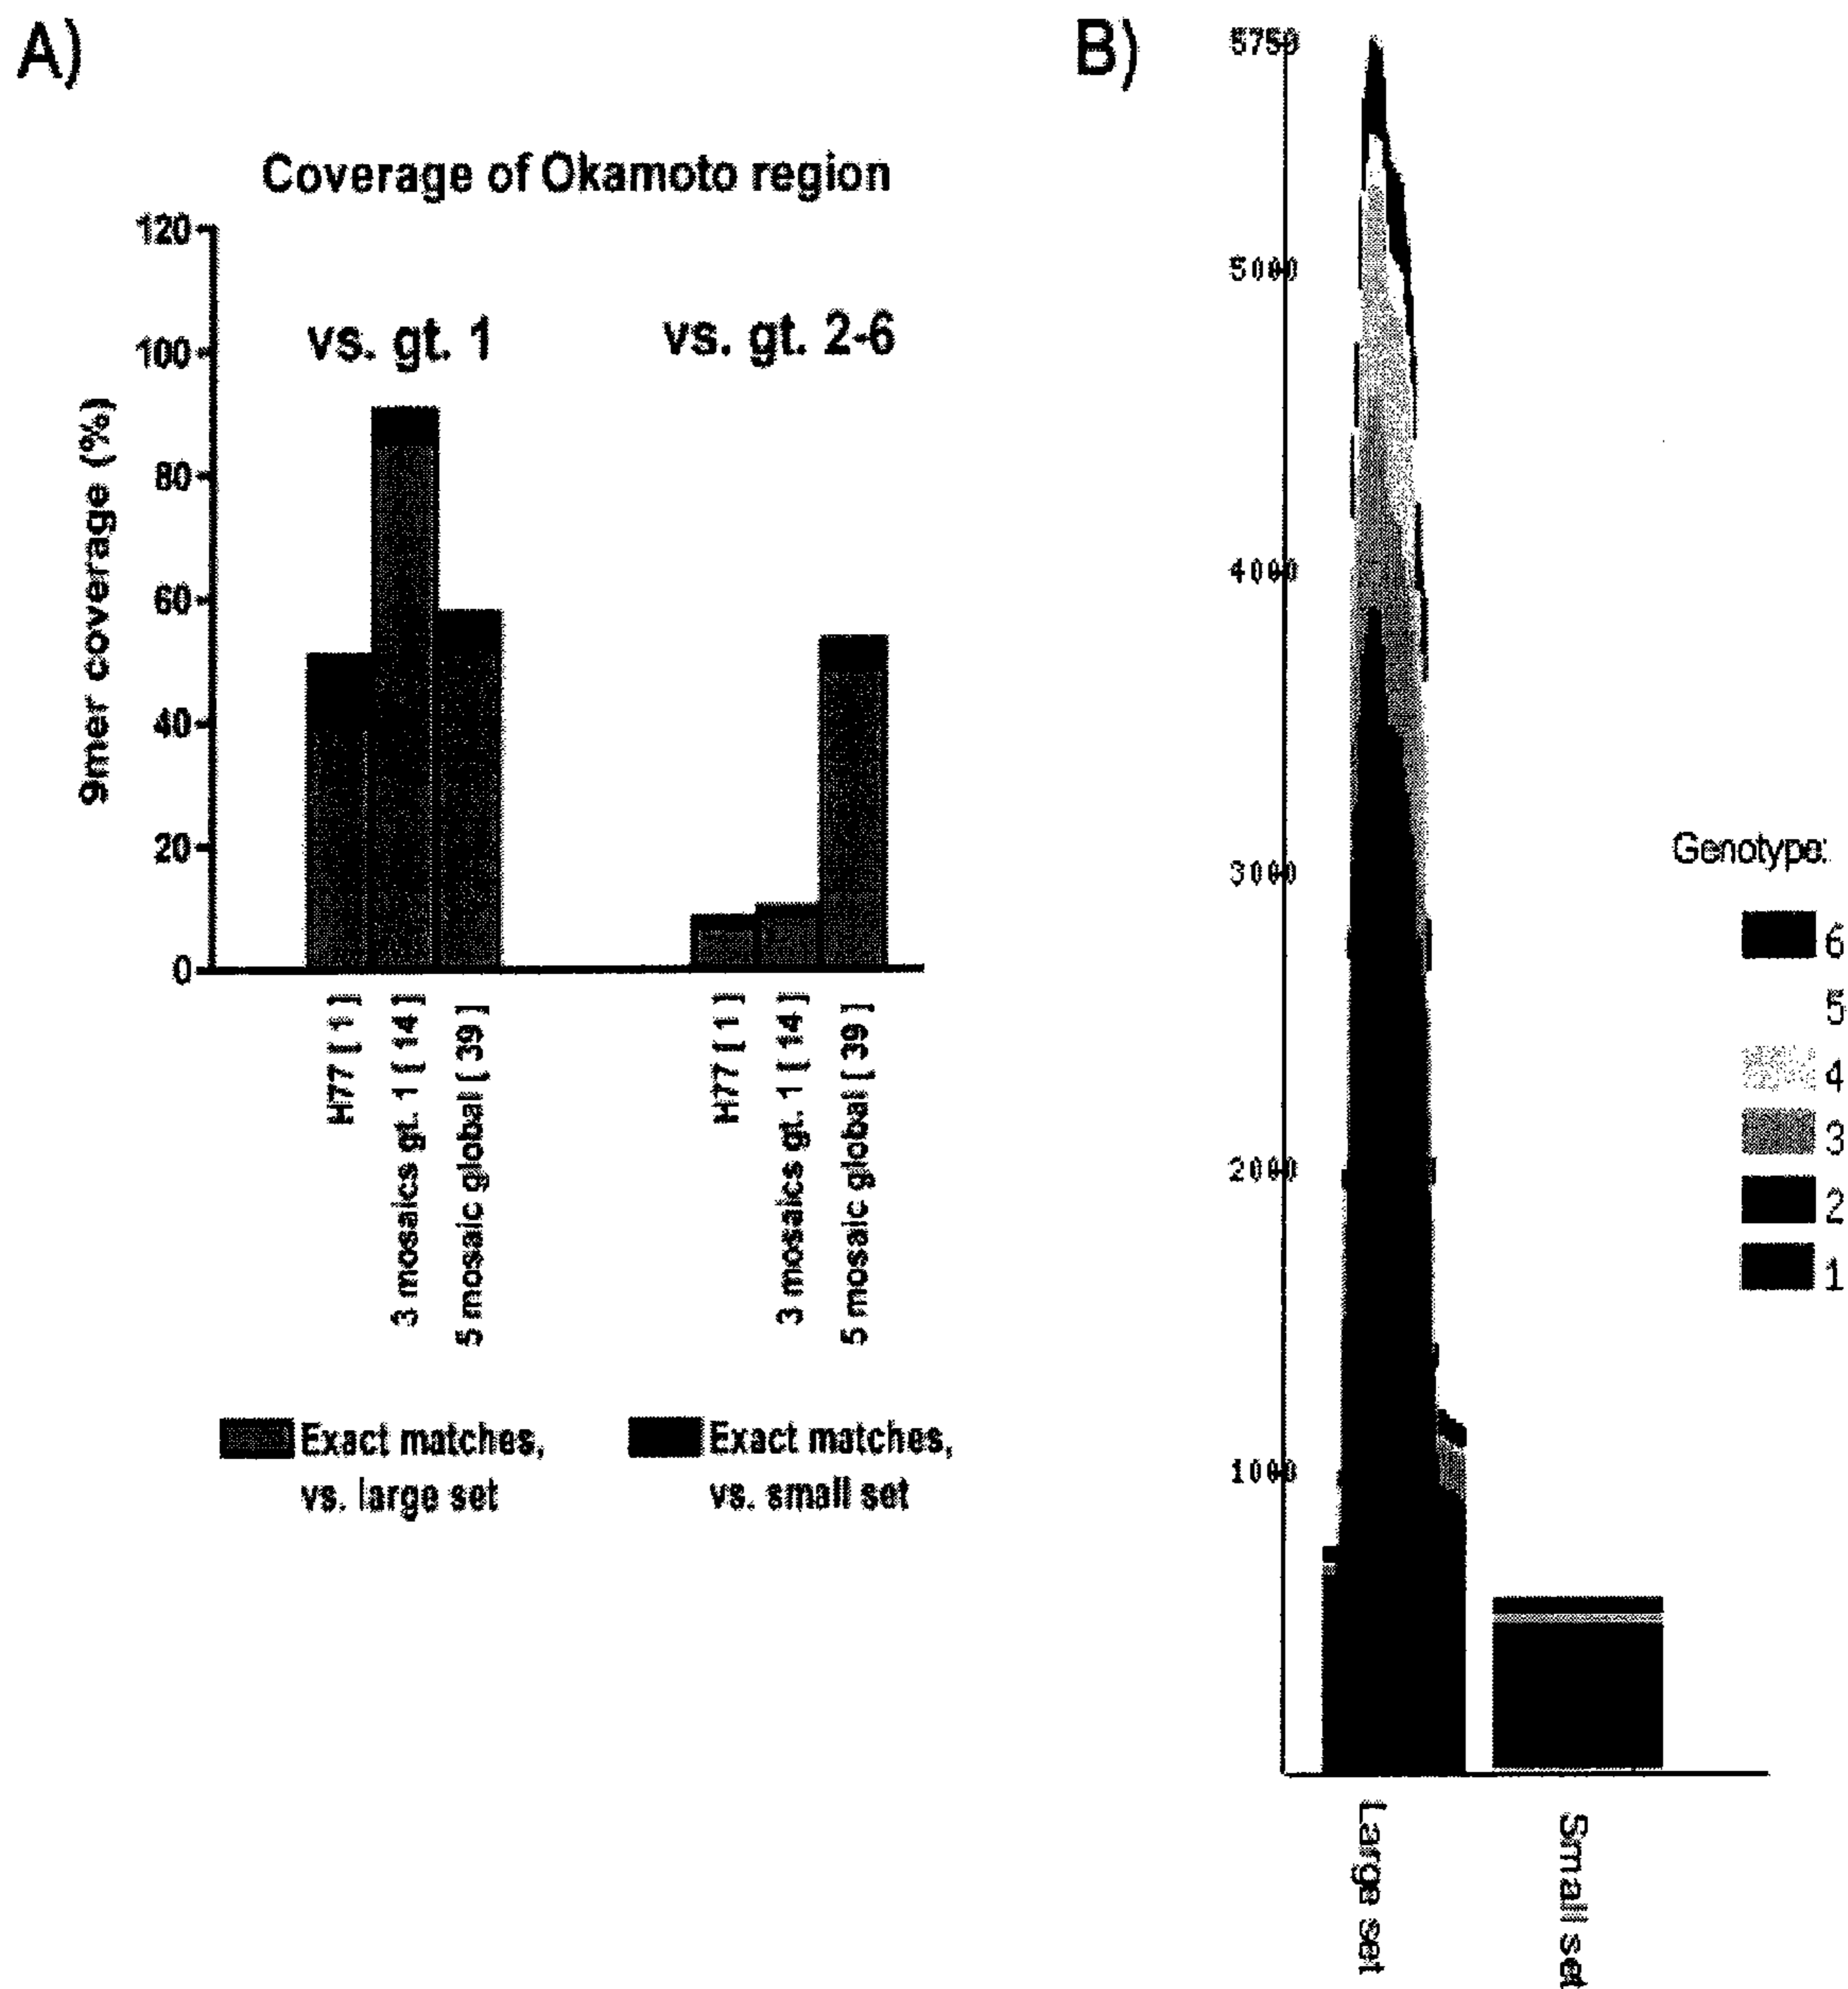 A)
Coverage of Okamoto region
120
100
80
60
40
20
0
9mer coverage (%)
vs. gt. 1
vs. gt. 2-6
H77 [ 1 ]
3 mosaics gt. 1 [ 14 ]
5 mosaic global [ 39 ]
H77 [ 1 ]
3 mosaics gt. 1 [ 14 ]
5 mosaic global [ 39 ]
Exact matches,
vs. large set
Exact matches,
vs. small set
B)
5750
5000
4000
3000
2000
1000
Large set
Small set
Genotype:
6
5
4
3
2
1